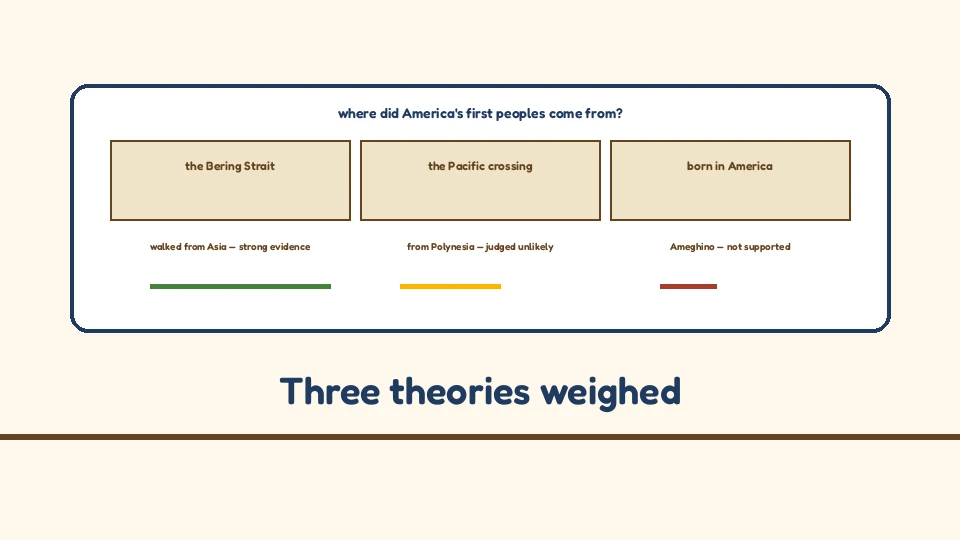 where did America's first peoples come from?
the Bering Strait
the Pacific crossing
born in America
walked from Asia — strong evidence
from Polynesia — judged unlikely
Ameghino — not supported
Three theories weighed